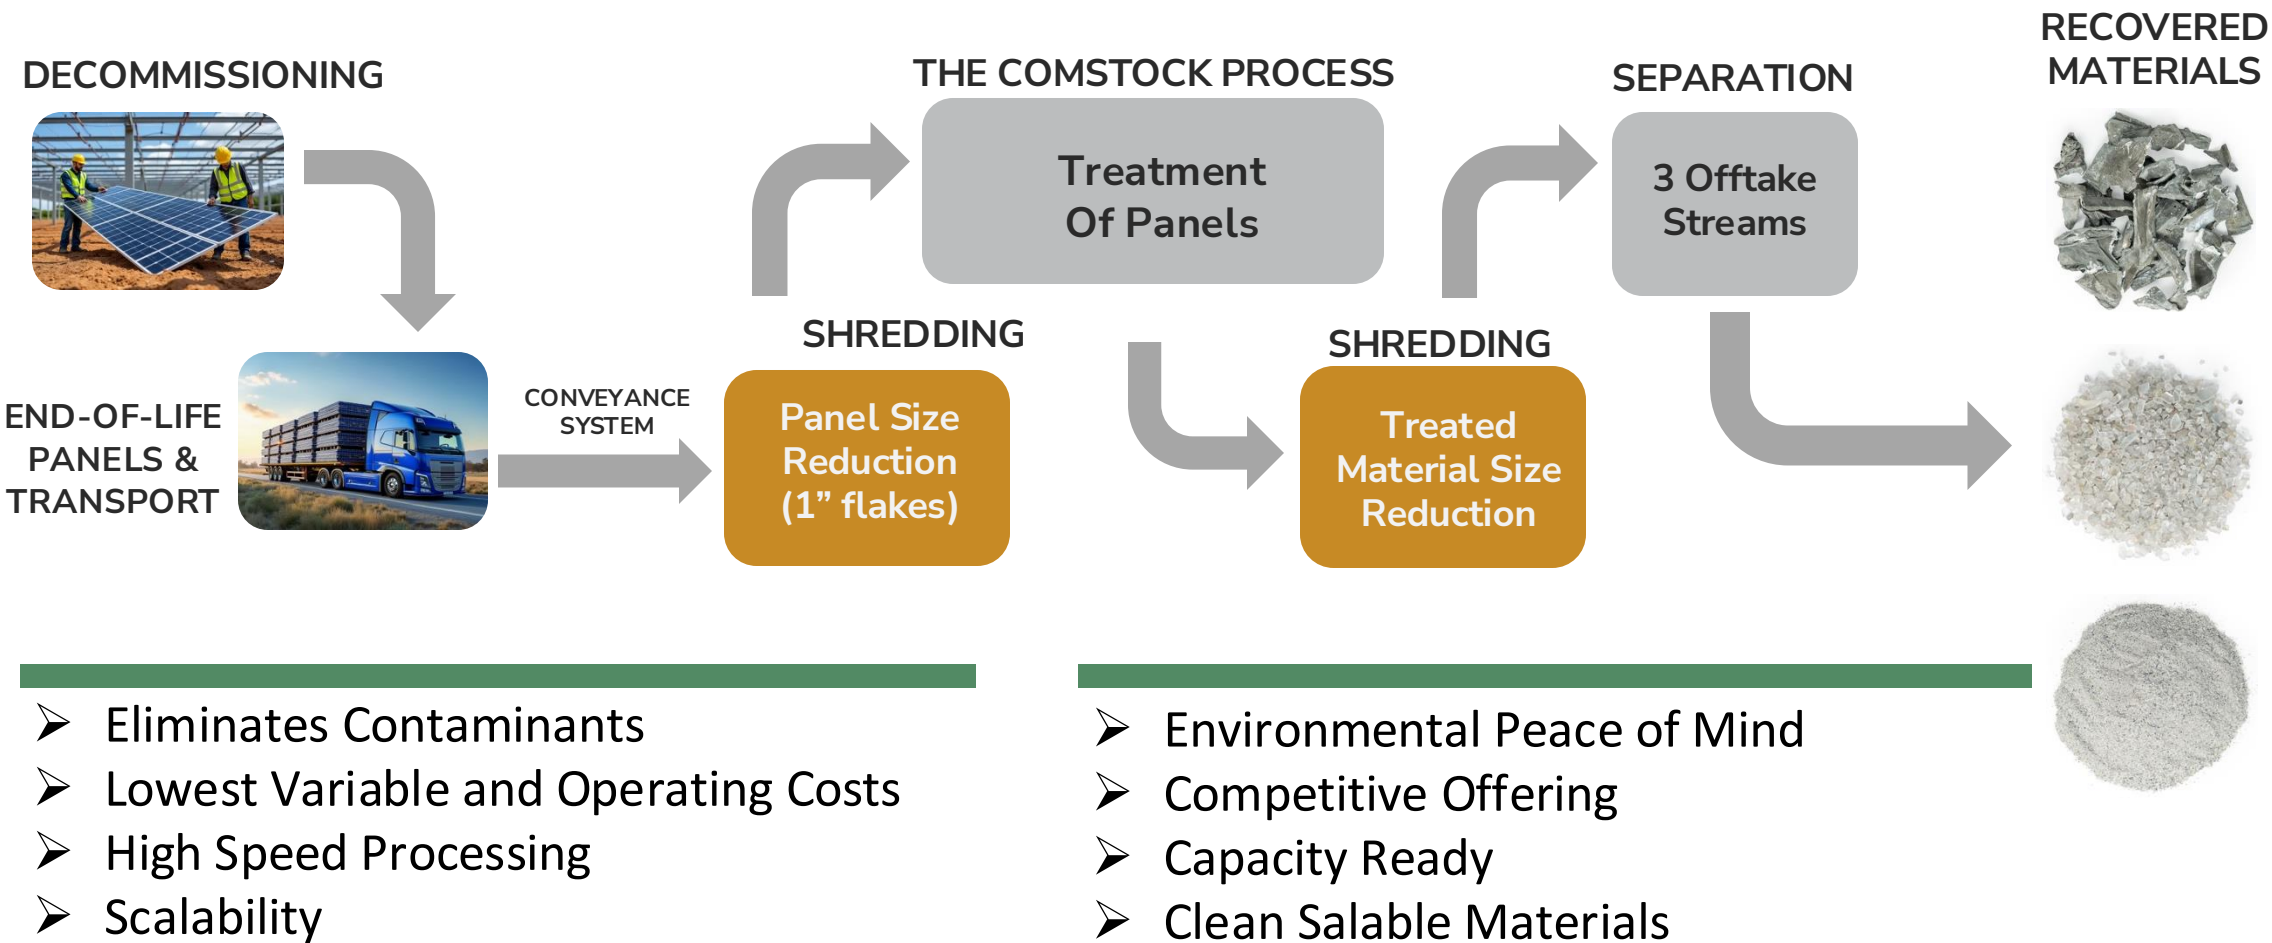 DECOMMISSIONING
END-OF-LIFE
PANELS &
TRANSPORT
CONVEYANCE
SYSTEM
SHREDDING
Panel Size
Reduction
(1” flakes)
THE COMSTOCK PROCESS
Treatment
Of Panels
SHREDDING
Treated
Material Size
Reduction
SEPARATION
3 Offtake
Streams
RECOVERED
MATERIALS
➢ Eliminates Contaminants
➢ Lowest Variable and Operating Costs
➢ High Speed Processing
➢ Scalability
➢ Environmental Peace of Mind
➢ Competitive Offering
➢ Capacity Ready
➢ Clean Salable Materials